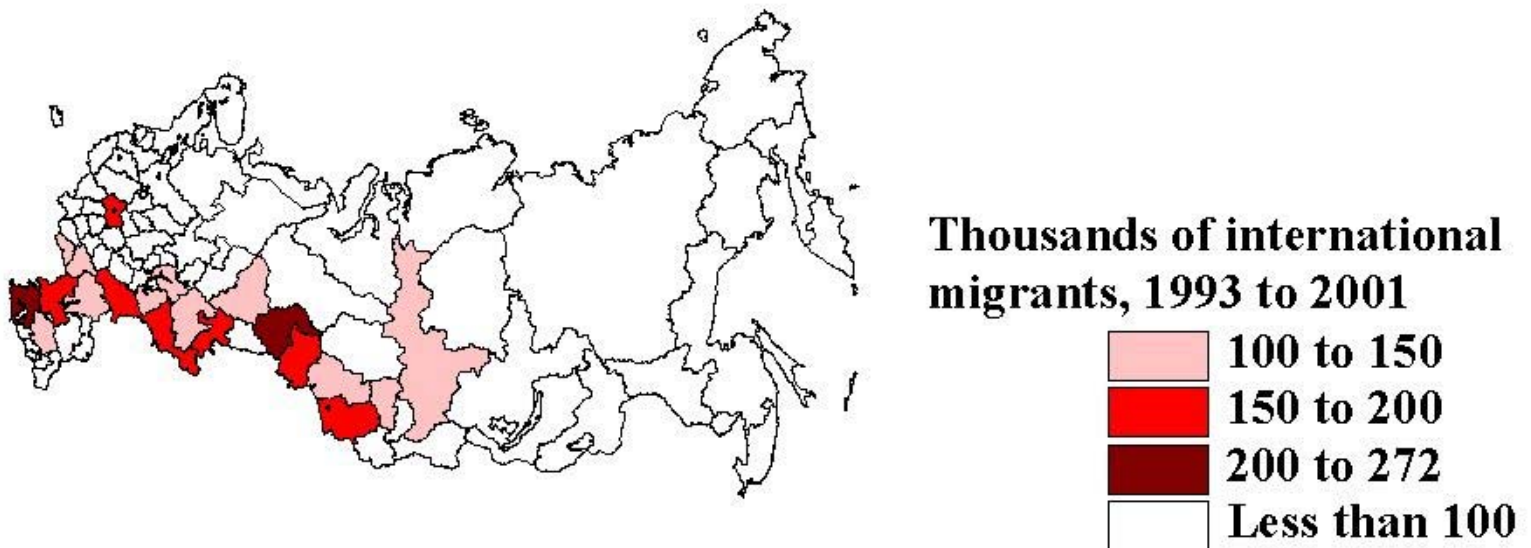 Thousands of international
migrants, 1993 to 2001
100 to 150
150 to 200
200 to 272
Less than 100